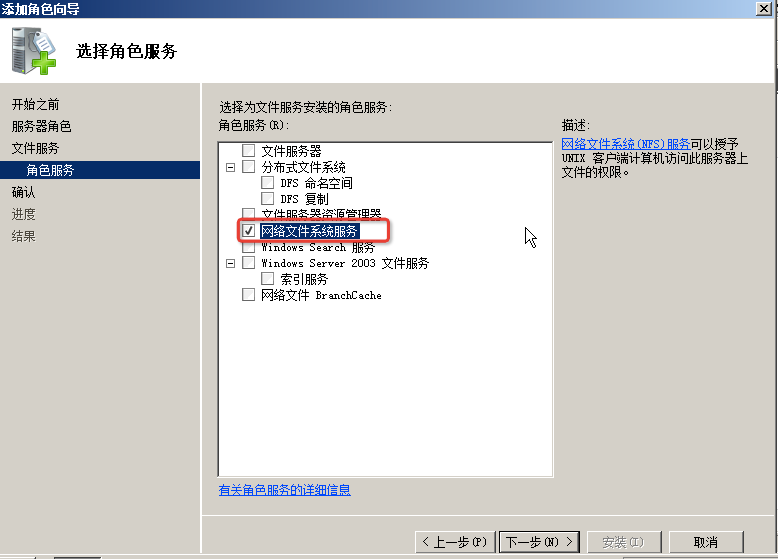 添加角色向导
选择角色服务
开始之前
服务器角色
文件服务
角色服务
确认
进度
结果
选择为文件服务安装的角色服务:
角色服务(R):
文件服务器
分布式文件系统
DFS 命名空间
DFS 复制
文件服务器资源管理器
网络文件系统服务
Windows Search 服务
Windows Server 2003 文件服务
索引服务
网络文件 BranchCache
有关角色服务的详细信息
描述:
网络文件系统(NFS)服务可以授予
UNIX 客户端计算机访问此服务器上
文件的权限。
< 上一步(P)
下一步(N) >
安装(I)
取消